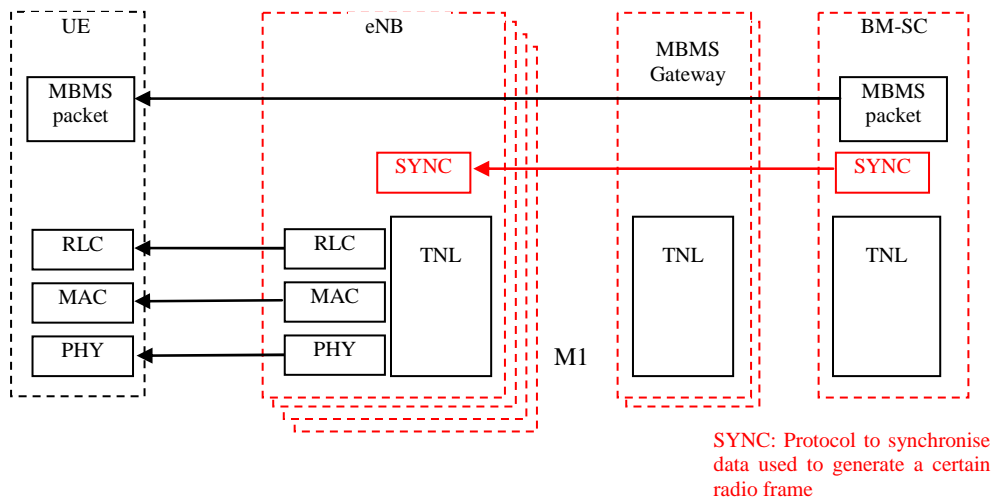 UE
eNB
MBMS
Gateway
BM-SC
MBMS
packet
MBMS
packet
SYNC
SYNC
RLC
RLC
TNL
TNL
TNL
MAC
MAC
PHY
PHY
M1
SYNC: Protocol to synchronise
data used to generate a certain
radio frame